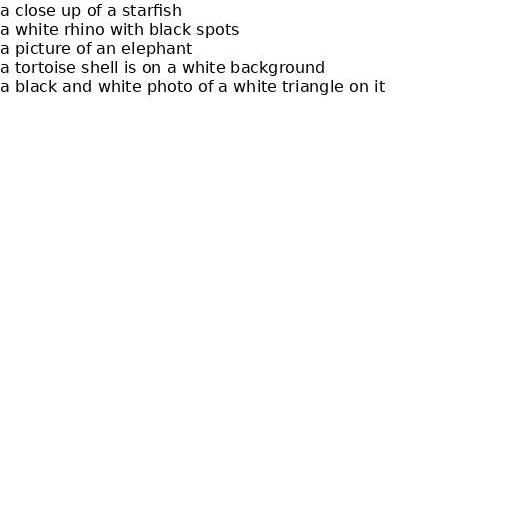 a close up of a starfish
a white rhino with black spots
a picture of an elephant
a tortoise shell is on a white background
a black and white photo of a white triangle on it